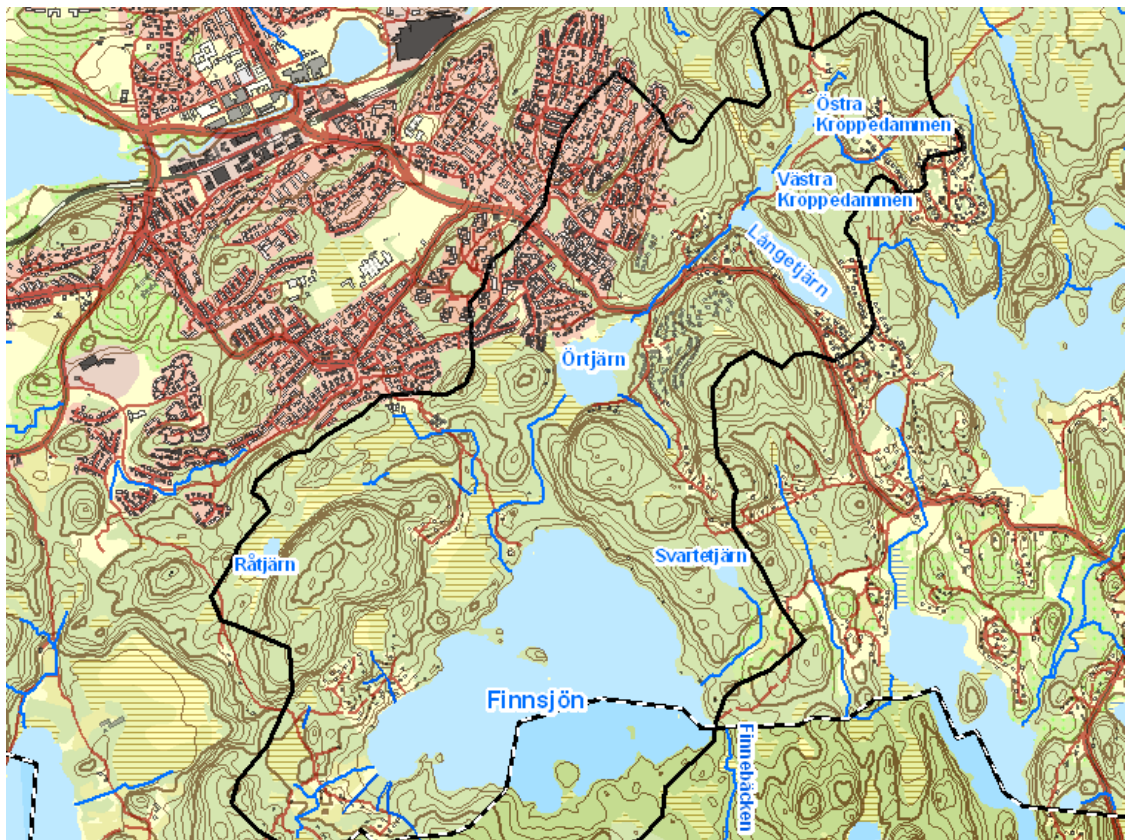 Östra
Kroppedammen
Västra
Kroppedammen
Långetjärn
Örtjärn
Råtjärn
Svartetjärn
Finnsjön
Finnebäcken